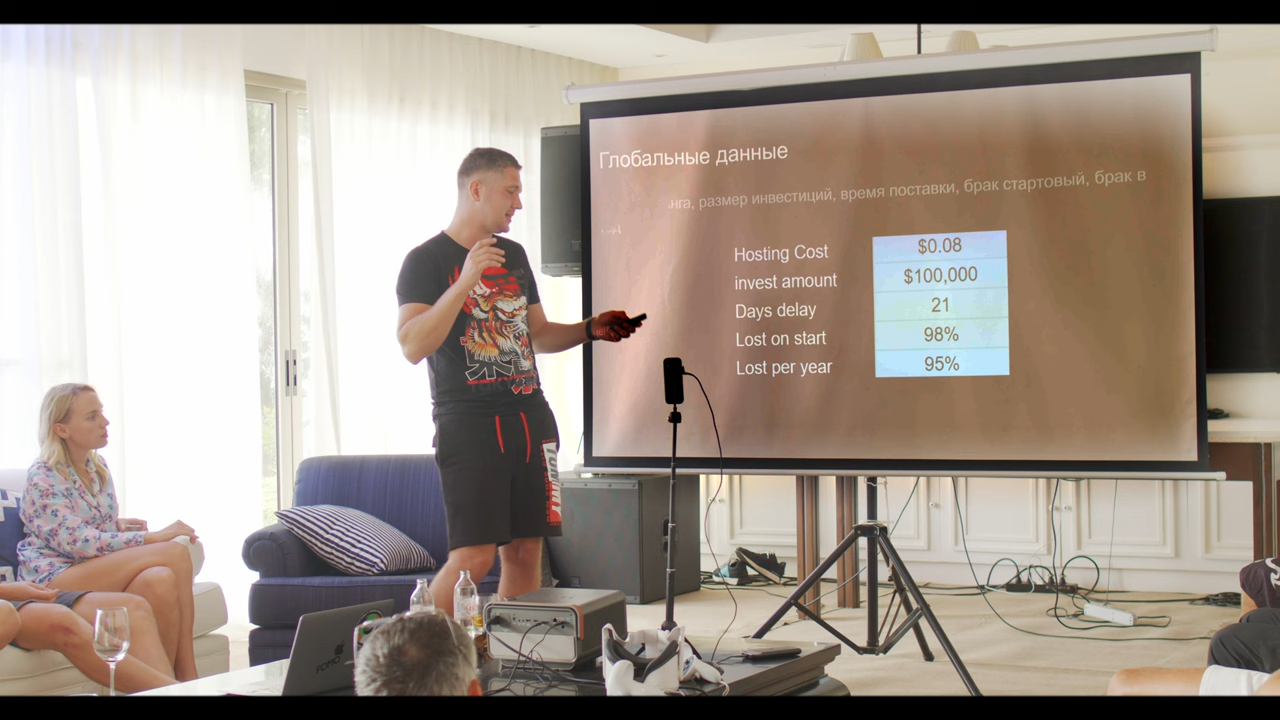 Глобальные данные
нга, размер инвестиций, время поставки, брак стартовый, брак в
Hosting Cost $0.08
invest amount $100,000
Days delay 21
Lost on start 98%
Lost per year 95%